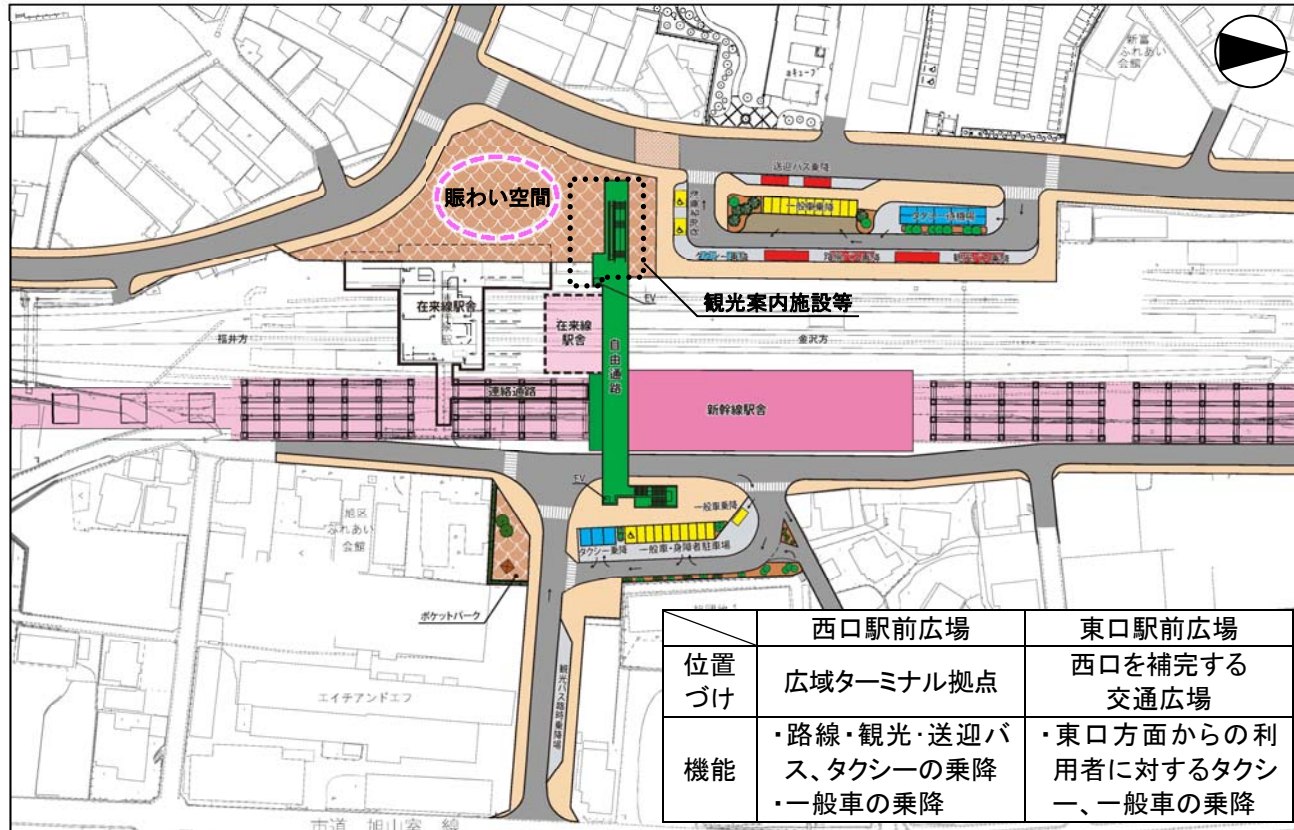 新富
ふれあい
会館
送迎バス乗降
賑わい空間
一般車乗降
タクシー待機場
タクシー乗降
EV
観光案内施設等
在来線駅舎
在来線
駅舎
福井方
金沢方
自由通路
連絡通路
新幹線駅舎
EV
一般車乗降
旭区
ふれあい
会館
タクシー乗降
一般車・身障者駐車場
ポケットパーク
エイチアンドエフ
観光バス臨時乗降場
市道 旭山室線
西口駅前広場
東口駅前広場
位置
づけ
広域ターミナル拠点
西口を補完する
交通広場
機能
・路線・観光・送迎バ
ス、タクシーの乗降
・一般車の乗降
・東口方面からの利
用者に対するタクシ
ー、一般車の乗降